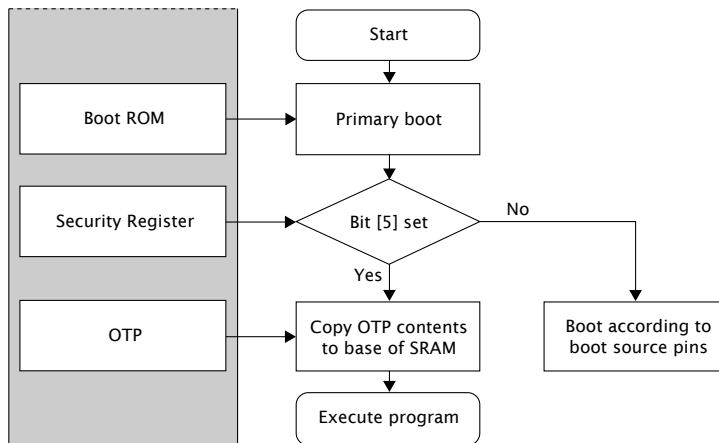 Start
Boot ROM
Primary boot
Security Register
Bit [5] set
No
Yes
OTP
Copy OTP contents
to base of SRAM
Boot according to
boot source pins
Execute program